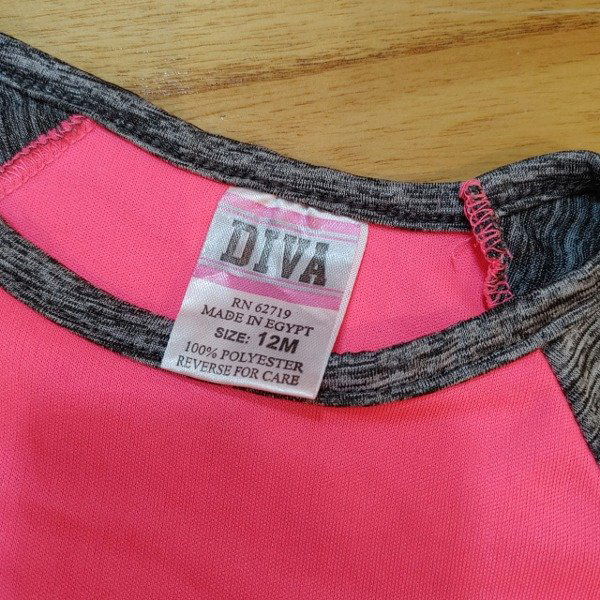 DIVA
RN 62719
MADE IN EGYPT
SIZE: 12M
100% POLYESTER
REVERSE FOR CARE